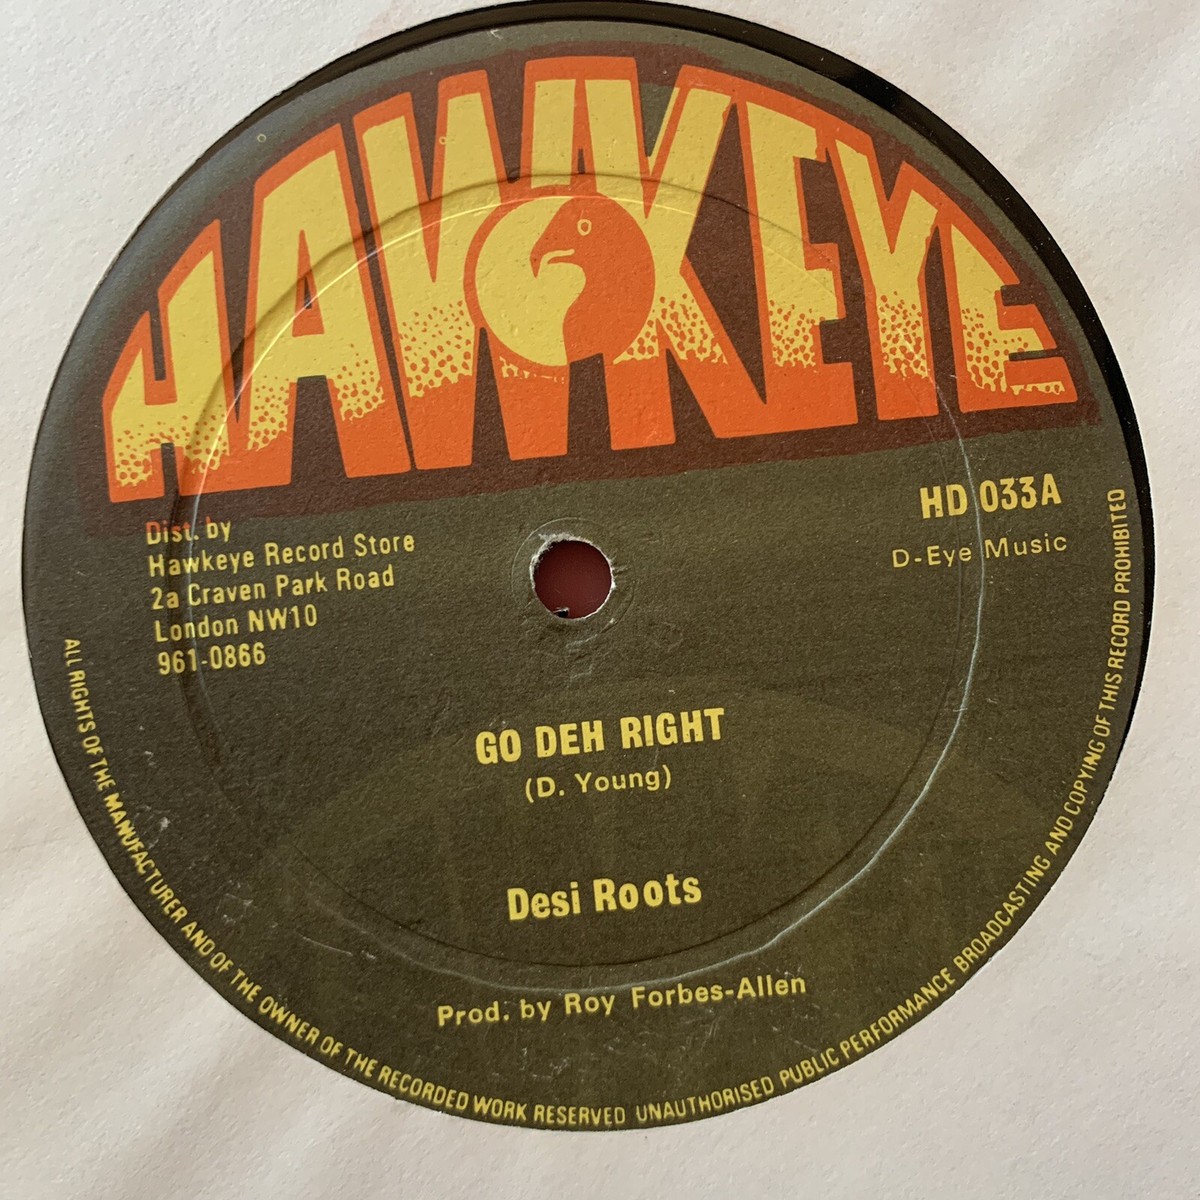 HAWKEYE
Dist. by
Hawkeye Record Store
2a Craven Park Road
London NW10
961-0866
HD 033A
D-Eye Music
GO DEH RIGHT
(D. Young)
Desi Roots
Prod. by Roy Forbes-Allen
ALL RIGHTS OF THE MANUFACTURER AND OF THE OWNER OF THE RECORDED WORK RESERVED UNAUTHORISED PUBLIC PERFORMANCE BROADCASTING AND COPYING OF THIS RECORD PROHIBITED